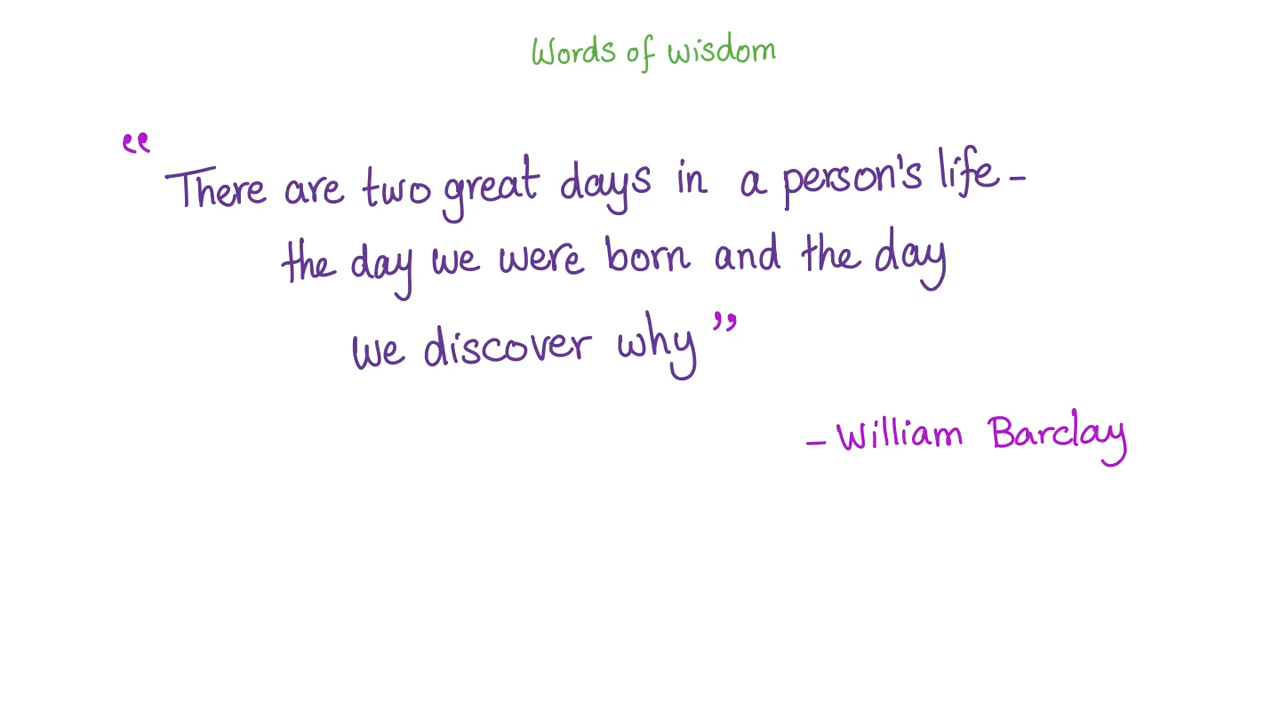 Words of wisdom
“There are two great days in a person's life -
the day we were born and the day
we discover why”
- William Barclay